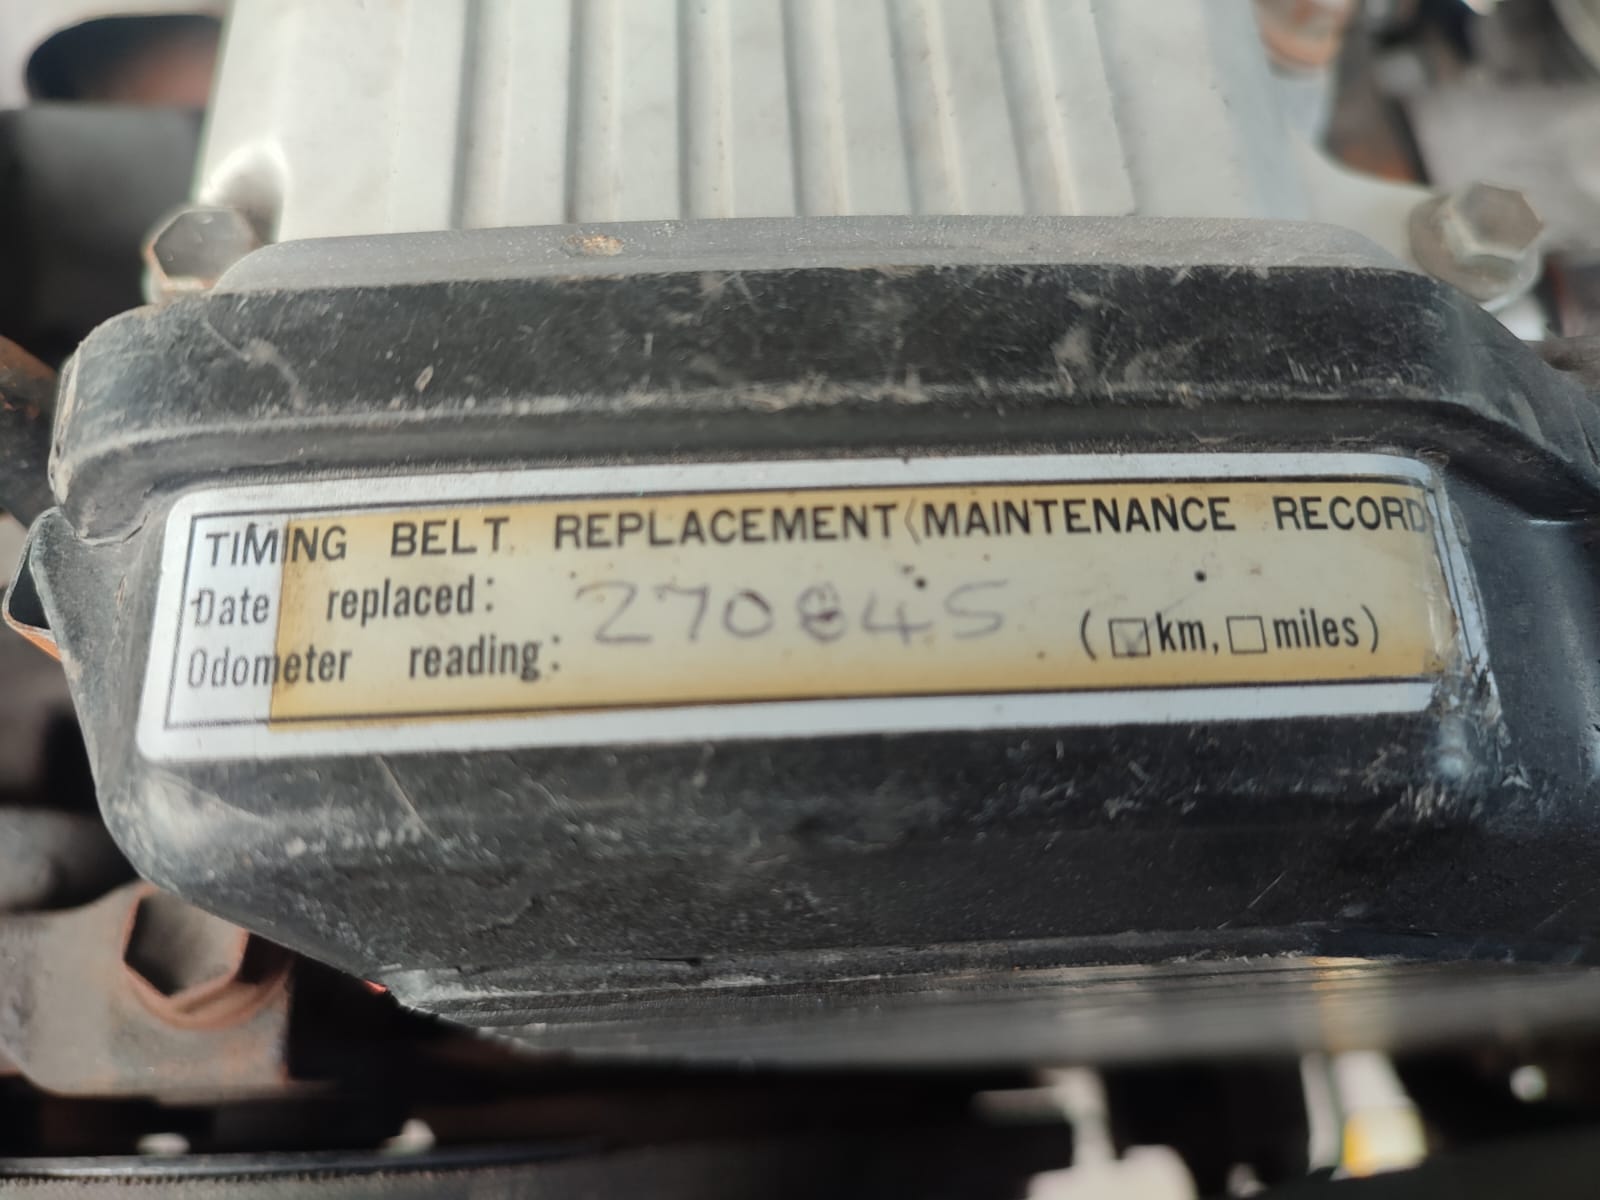 TIMING BELT REPLACEMENT/MAINTENANCE RECORD
Date replaced:
270845
Odometer reading: (☑km, ☐miles)